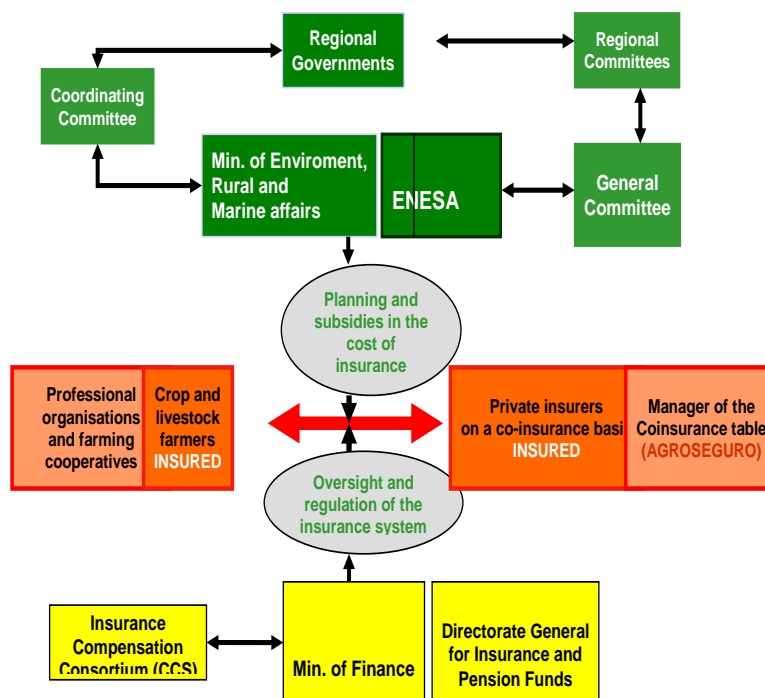 Regional
Governments
Regional
Committees
Coordinating
Committee
Min. of Enviroment,
Rural and
Marine affairs
ENESA
General
Committee
Planning and
subsidies in the
cost of
insurance
Professional
organisations
and farming
cooperatives
Crop and
livestock
farmers
INSURED
Private insurers
on a co-insurance basi
INSURED
Manager of the
Coinsurance table
(AGROSEGURO)
Oversight and
regulation of the
insurance system
Insurance
Compensation
Consortium (CCS)
Min. of Finance
Directorate General
for Insurance and
Pension Funds